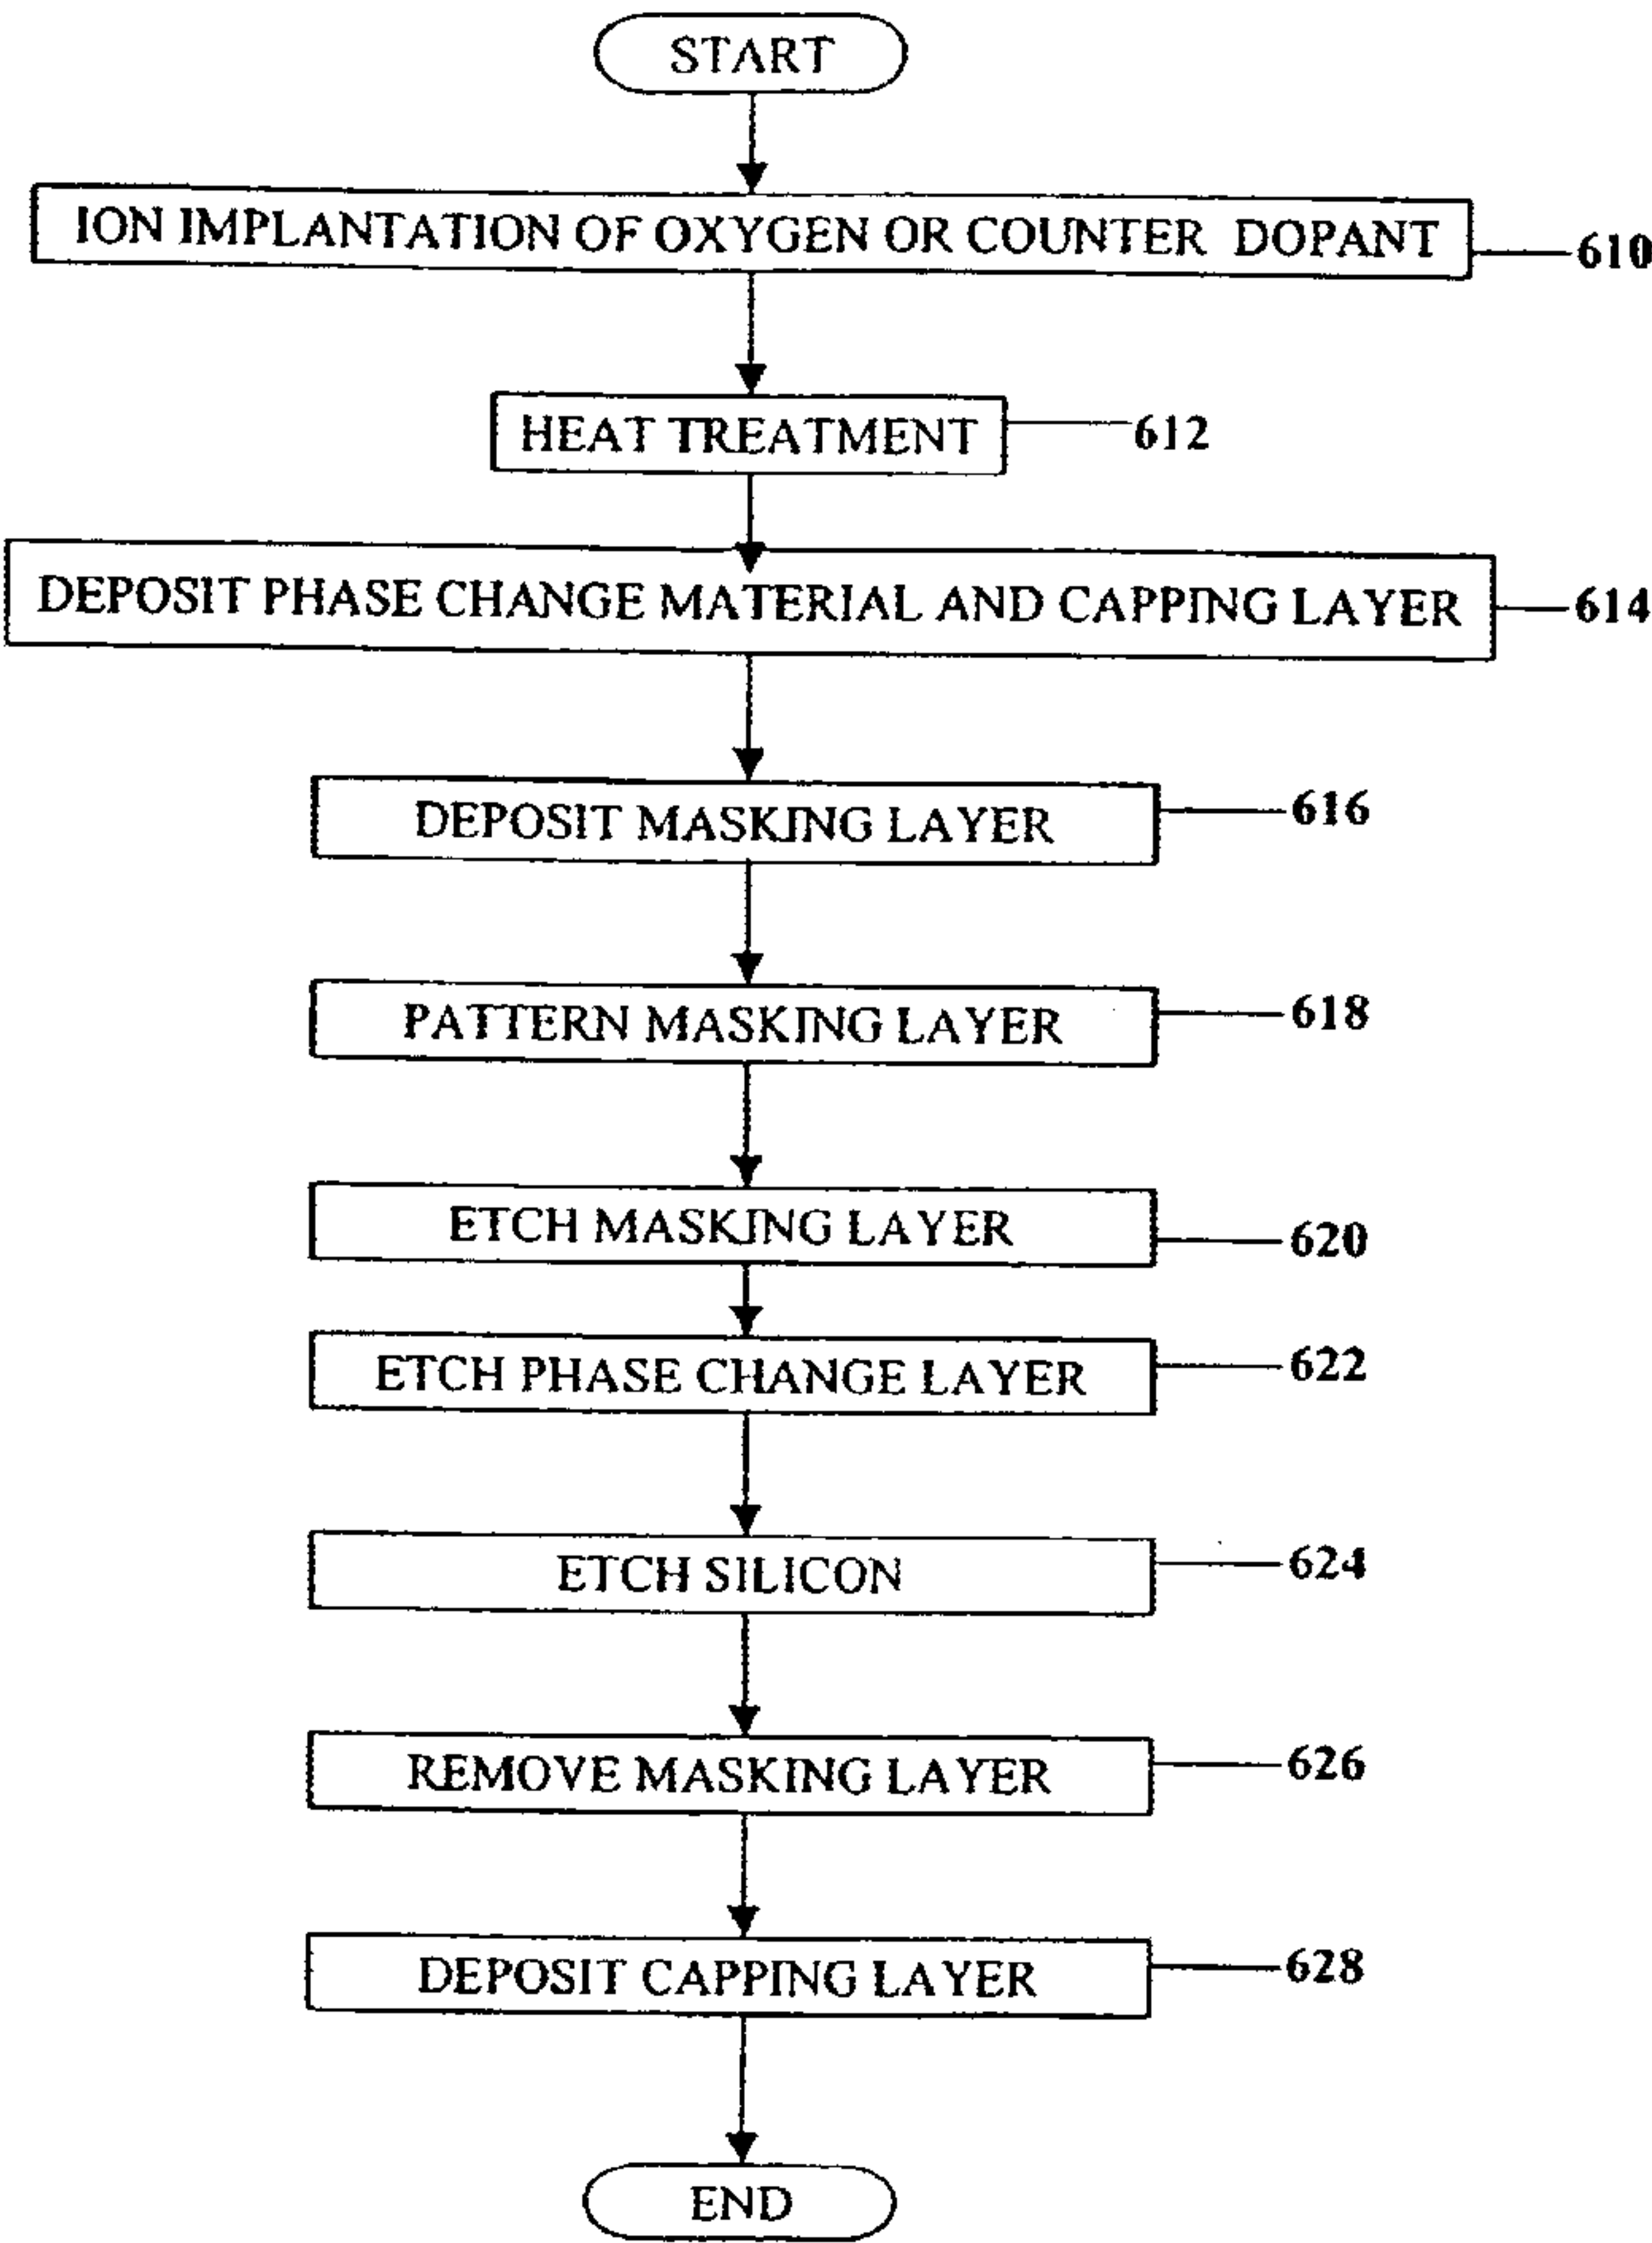 START
ION IMPLANTATION OF OXYGEN OR COUNTER DOPANT
610
HEAT TREATMENT
612
DEPOSIT PHASE CHANGE MATERIAL AND CAPPING LAYER
614
DEPOSIT MASKING LAYER
616
PATTERN MASKING LAYER
618
ETCH MASKING LAYER
620
ETCH PHASE CHANGE LAYER
622
ETCH SILICON
624
REMOVE MASKING LAYER
626
DEPOSIT CAPPING LAYER
628
END